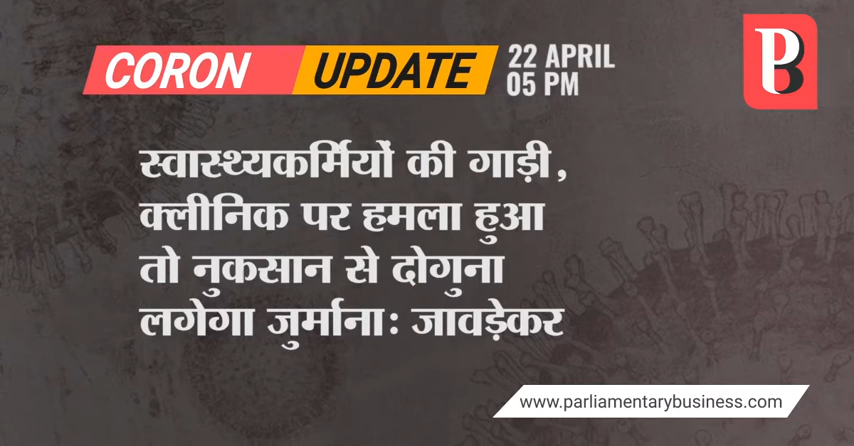 CORON UPDATE 22 APRIL
05 PM
स्वास्थ्यकर्मियों की गाड़ी,
क्लीनिक पर हमला हुआ
तो नुकसान से दोगुना
लगेगा जुर्माना: जावड़ेकर
www.parliamentarybusiness.com